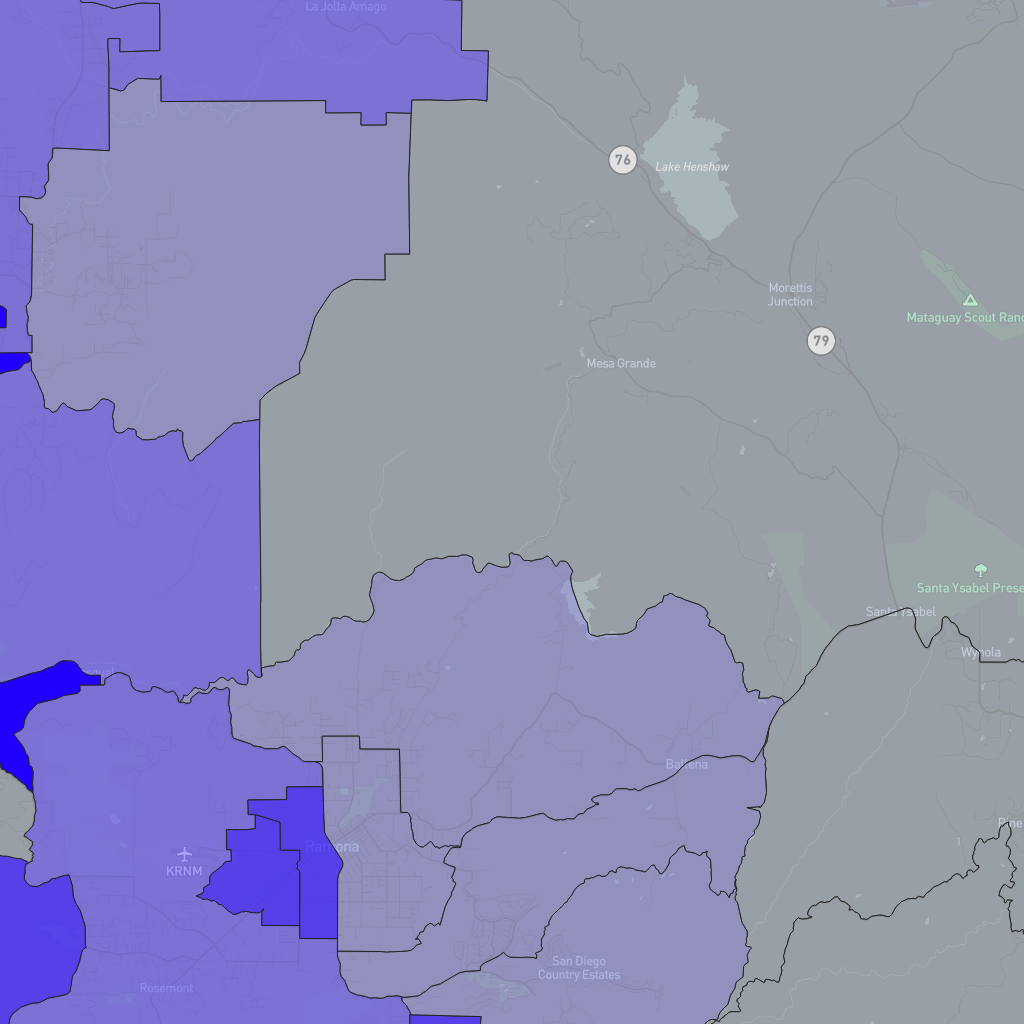 La Jolla Amago
76
Lake Henshaw
Morettis
Junction
Mataguay Scout Ranc
79
Mesa Grande
Santa Ysabel Prese
Santa Ysabel
Wynola
Ballena
Pine
Ramona
KRNM
San Diego
Country Estates
Rosemont